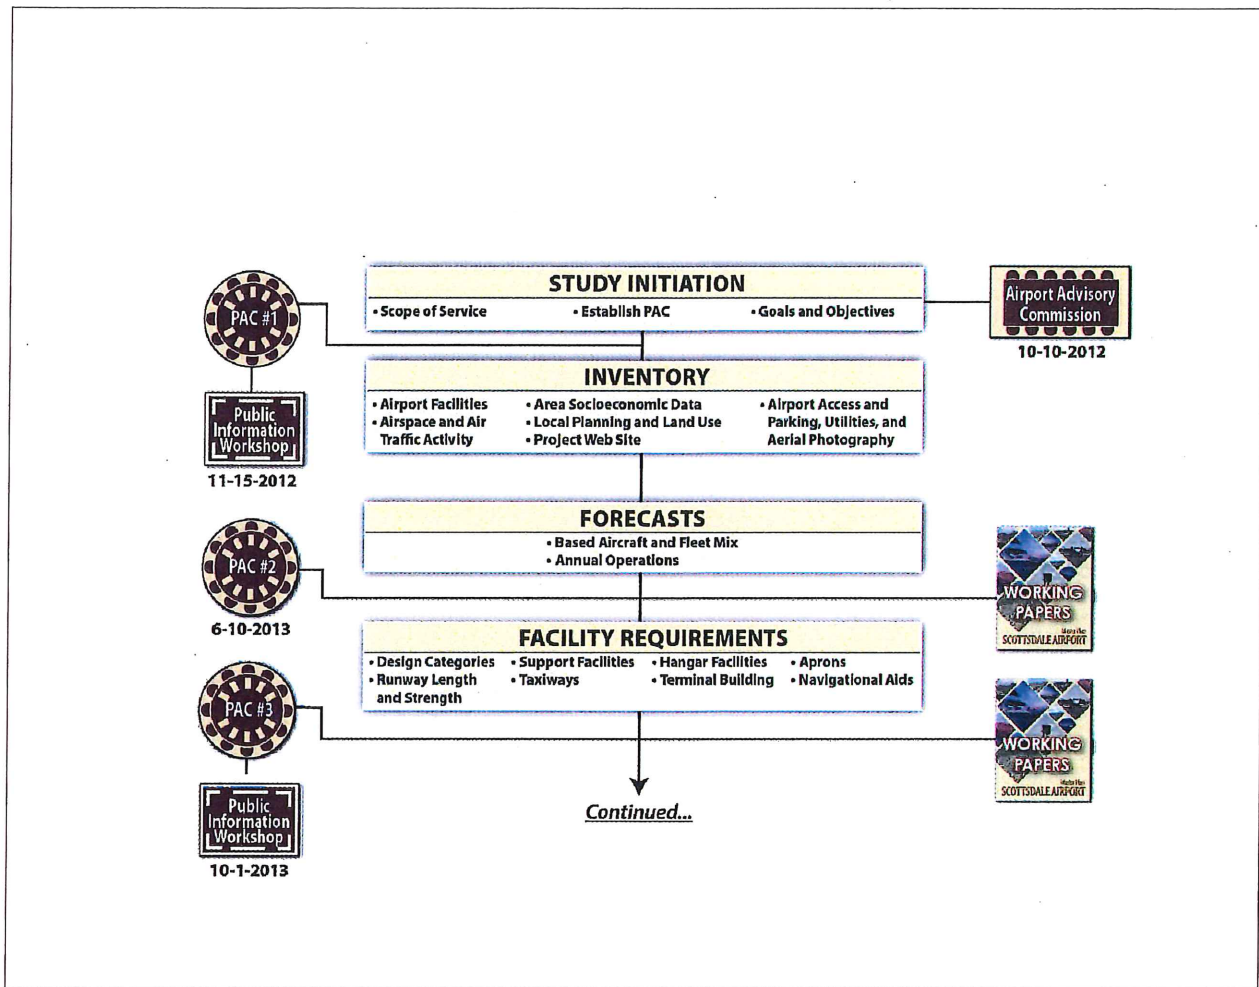 STUDY INITIATION
• Scope of Service
• Establish PAC
• Goals and Objectives
PAC #1
Airport Advisory
Commission
10-10-2012
Public
Information
Workshop
11-15-2012
INVENTORY
• Airport Facilities
• Airspace and Air
Traffic Activity
• Area Socioeconomic Data
• Local Planning and Land Use
• Project Web Site
• Airport Access and
Parking, Utilities, and
Aerial Photography
FORECASTS
• Based Aircraft and Fleet Mix
• Annual Operations
PAC #2
6-10-2013
WORKING
PAPERS
Master Plan
SCOTTSDALE AIRPORT
FACILITY REQUIREMENTS
• Design Categories
• Runway Length
and Strength
• Support Facilities
• Taxiways
• Hangar Facilities
• Terminal Building
• Aprons
• Navigational Aids
PAC #3
WORKING
PAPERS
Master Plan
SCOTTSDALE AIRPORT
Public
Information
Workshop
10-1-2013
Continued...